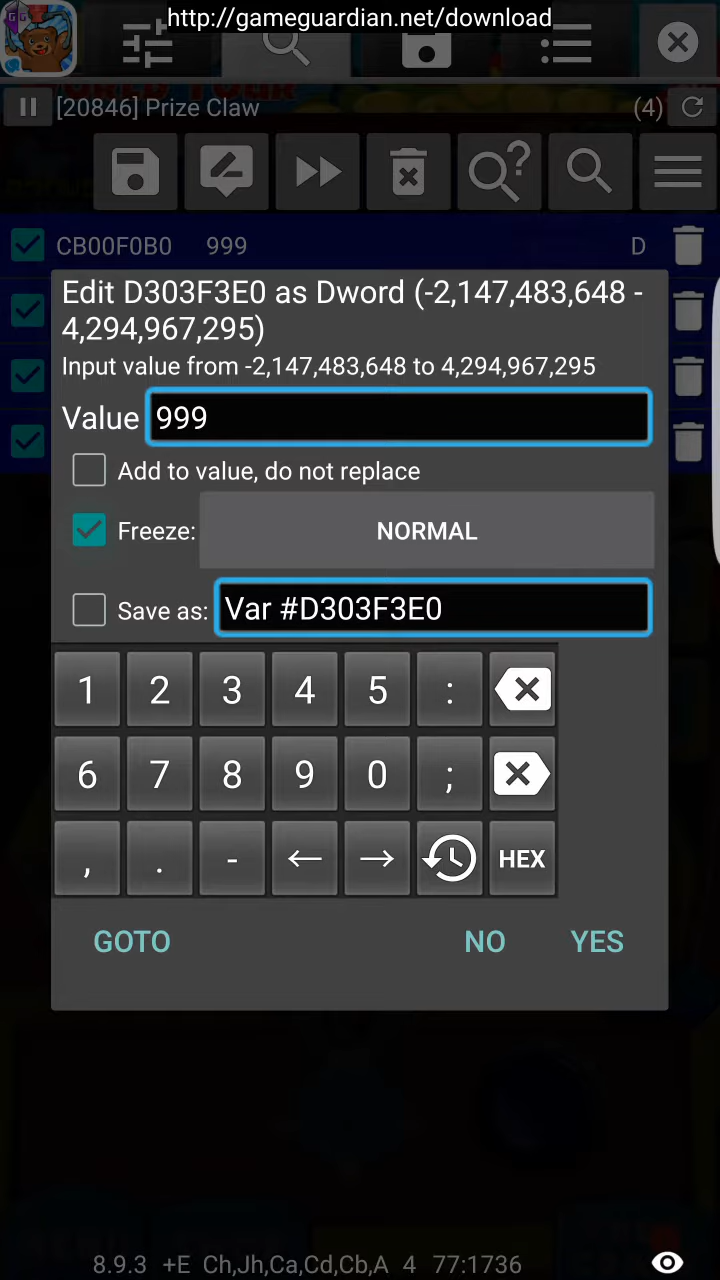 http://gameguardian.net/download
[20846] Prize Claw
(4)
CB00F0B0 999 D
Edit D303F3E0 as Dword (-2,147,483,648 -
4,294,967,295)
Input value from -2,147,483,648 to 4,294,967,295
Value 999
Add to value, do not replace
Freeze: NORMAL
Save as: Var #D303F3E0
1 2 3 4 5 :
6 7 8 9 0 ;
, . - ← → HEX
GOTO NO YES
8.9.3 +E Ch,Jh,Ca,Cd,Cb,A 4 77:1736